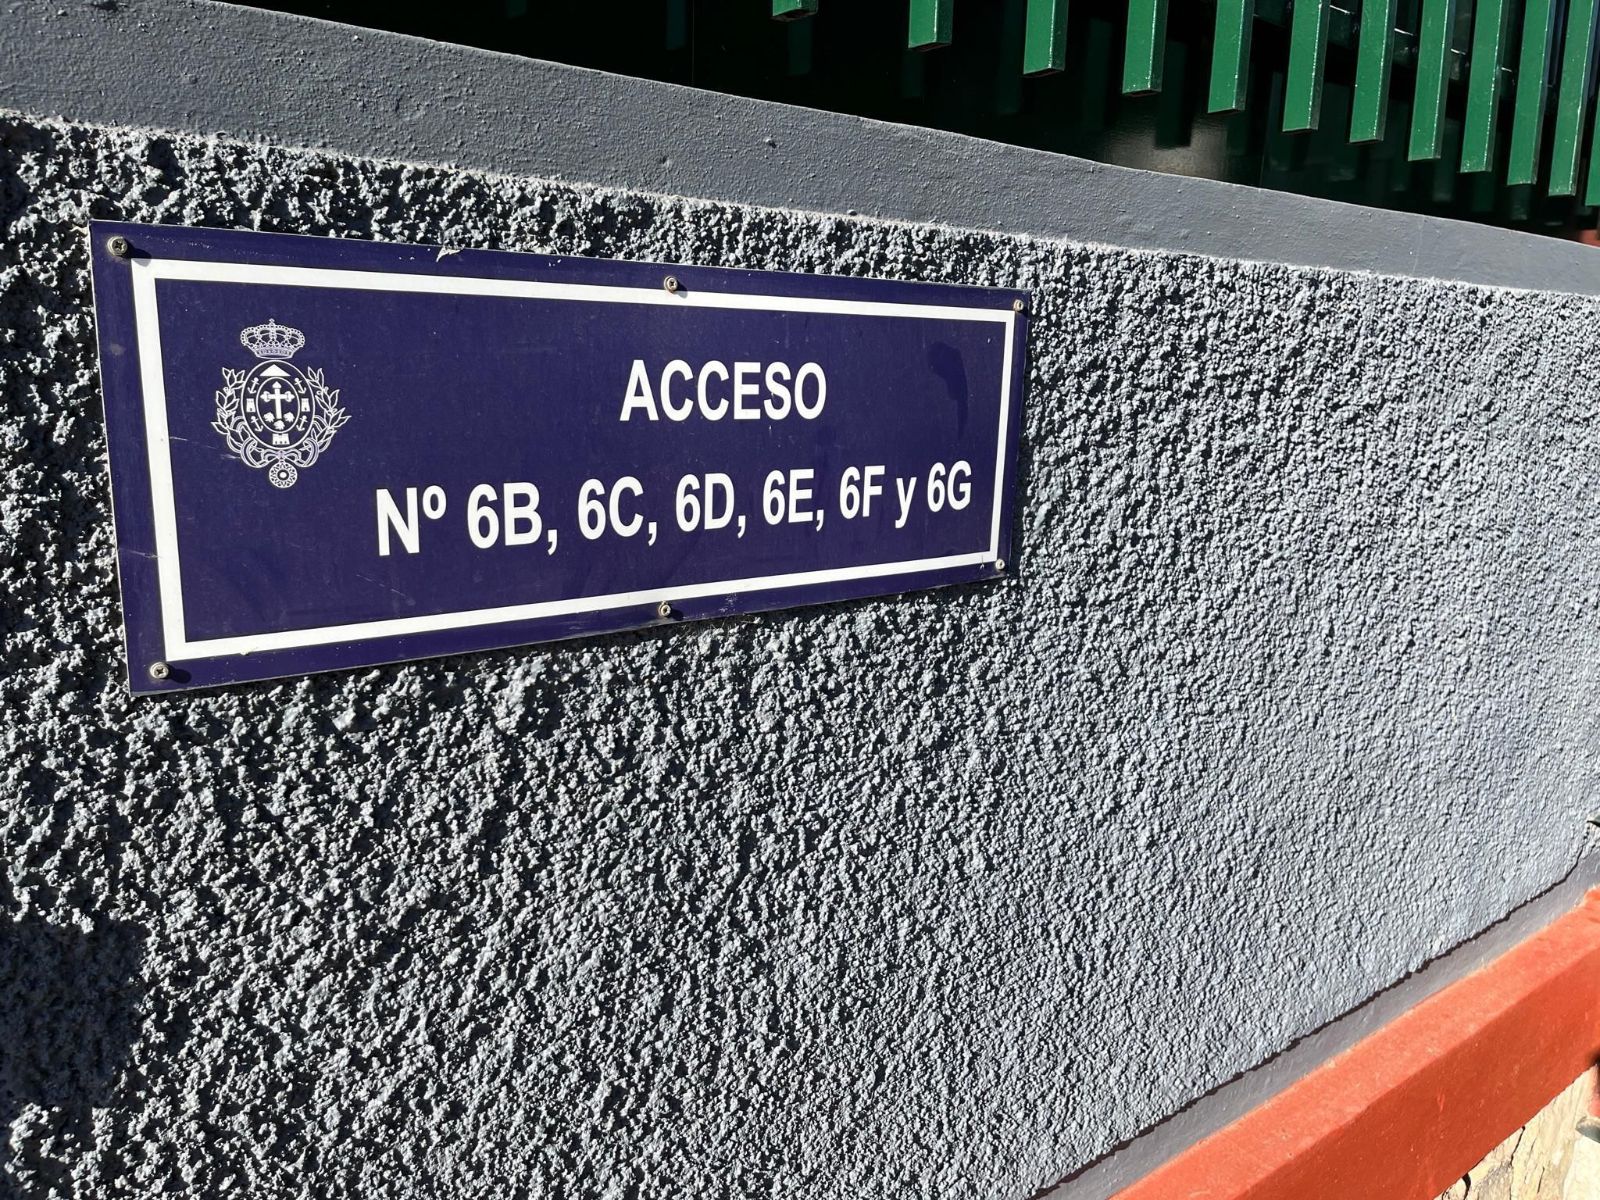 ACCESO
Nº 6B, 6C, 6D, 6E, 6F y 6G